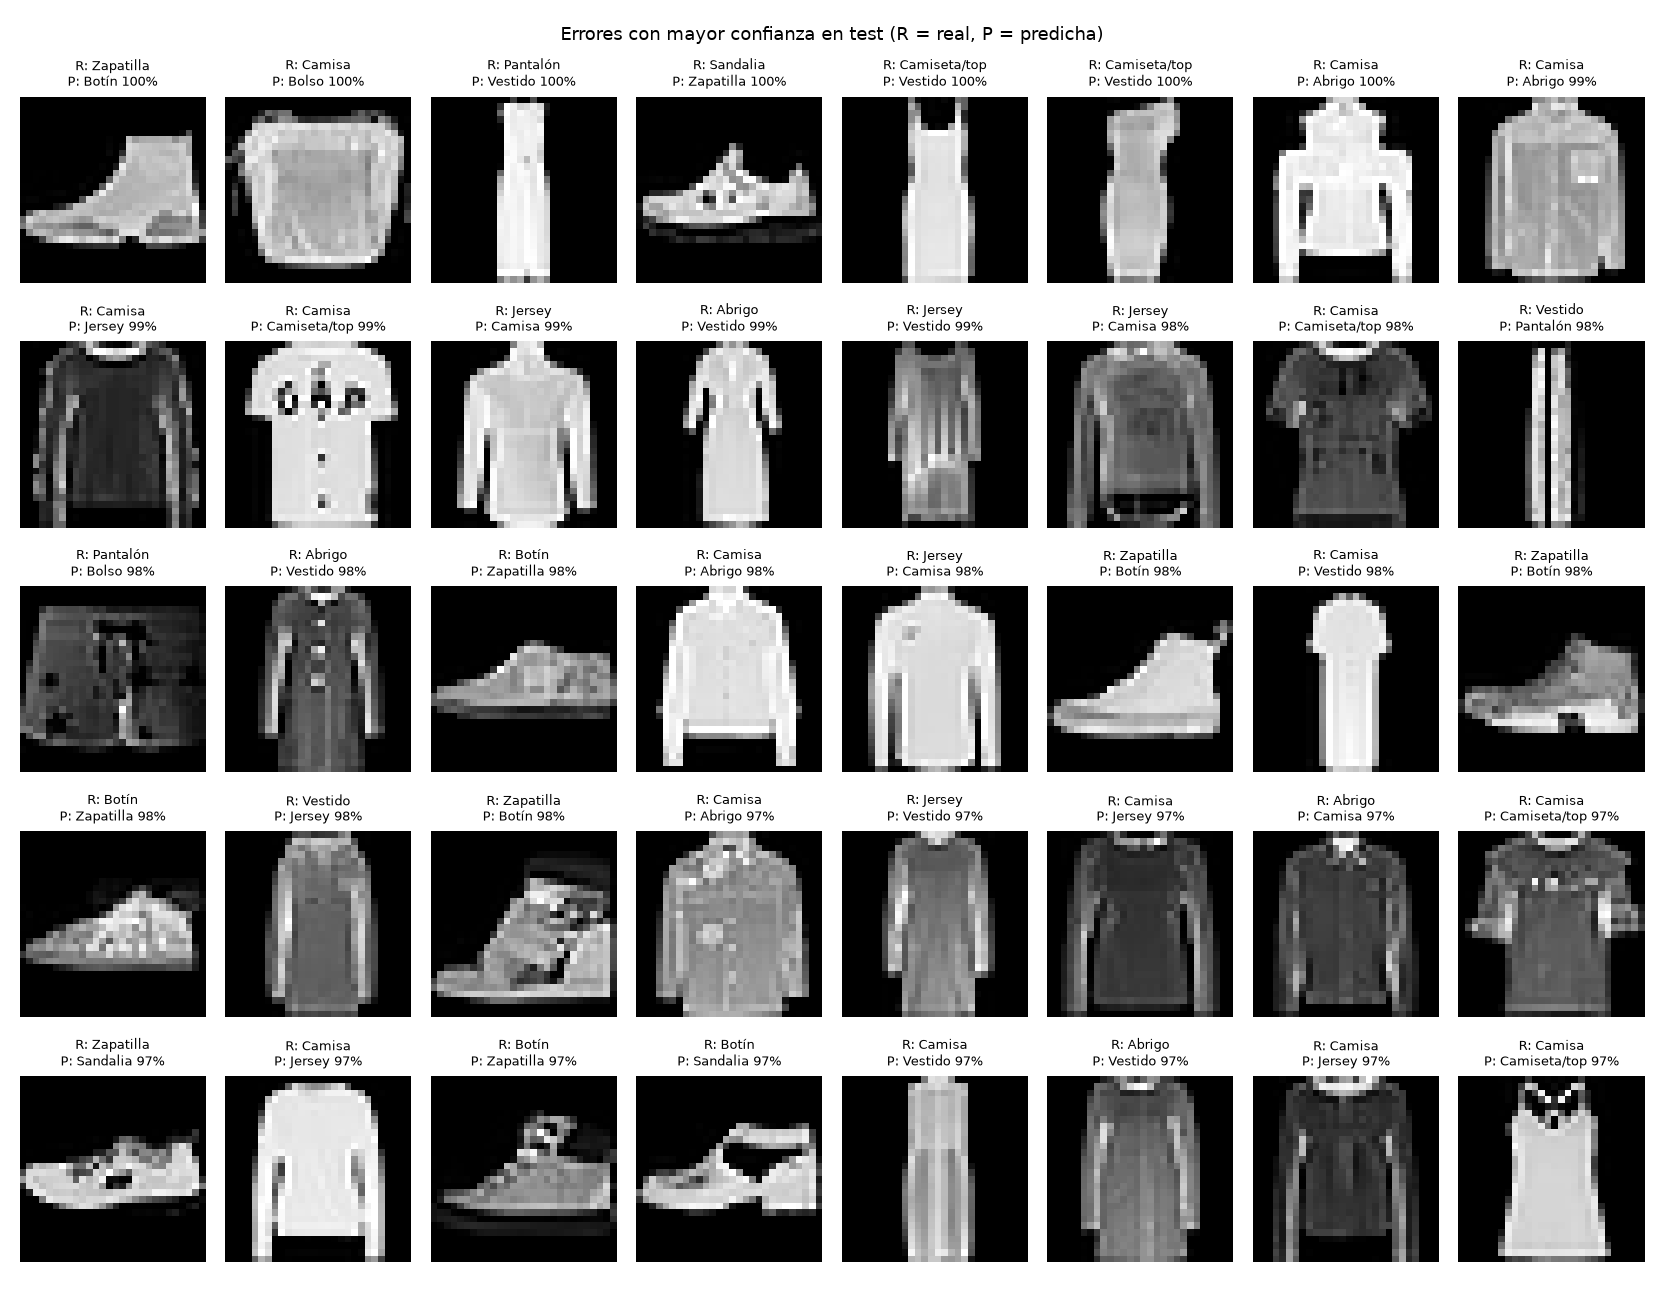 Errores con mayor confianza en test (R = real, P = predicha)
R: Zapatilla
P: Botín 100%
R: Camisa
P: Bolso 100%
R: Pantalón
P: Vestido 100%
R: Sandalia
P: Zapatilla 100%
R: Camiseta/top
P: Vestido 100%
R: Camiseta/top
P: Vestido 100%
R: Camisa
P: Abrigo 100%
R: Camisa
P: Abrigo 99%
R: Camisa
P: Jersey 99%
R: Camisa
P: Camiseta/top 99%
R: Jersey
P: Camisa 99%
R: Abrigo
P: Vestido 99%
R: Jersey
P: Vestido 99%
R: Jersey
P: Camisa 98%
R: Camisa
P: Camiseta/top 98%
R: Vestido
P: Pantalón 98%
R: Pantalón
P: Bolso 98%
R: Abrigo
P: Vestido 98%
R: Botín
P: Zapatilla 98%
R: Camisa
P: Abrigo 98%
R: Jersey
P: Camisa 98%
R: Zapatilla
P: Botín 98%
R: Camisa
P: Vestido 98%
R: Zapatilla
P: Botín 98%
R: Botín
P: Zapatilla 98%
R: Vestido
P: Jersey 98%
R: Zapatilla
P: Botín 98%
R: Camisa
P: Abrigo 97%
R: Jersey
P: Vestido 97%
R: Camisa
P: Jersey 97%
R: Abrigo
P: Camisa 97%
R: Camisa
P: Camiseta/top 97%
R: Zapatilla
P: Sandalia 97%
R: Camisa
P: Jersey 97%
R: Botín
P: Zapatilla 97%
R: Botín
P: Sandalia 97%
R: Camisa
P: Vestido 97%
R: Abrigo
P: Vestido 97%
R: Camisa
P: Jersey 97%
R: Camisa
P: Camiseta/top 97%